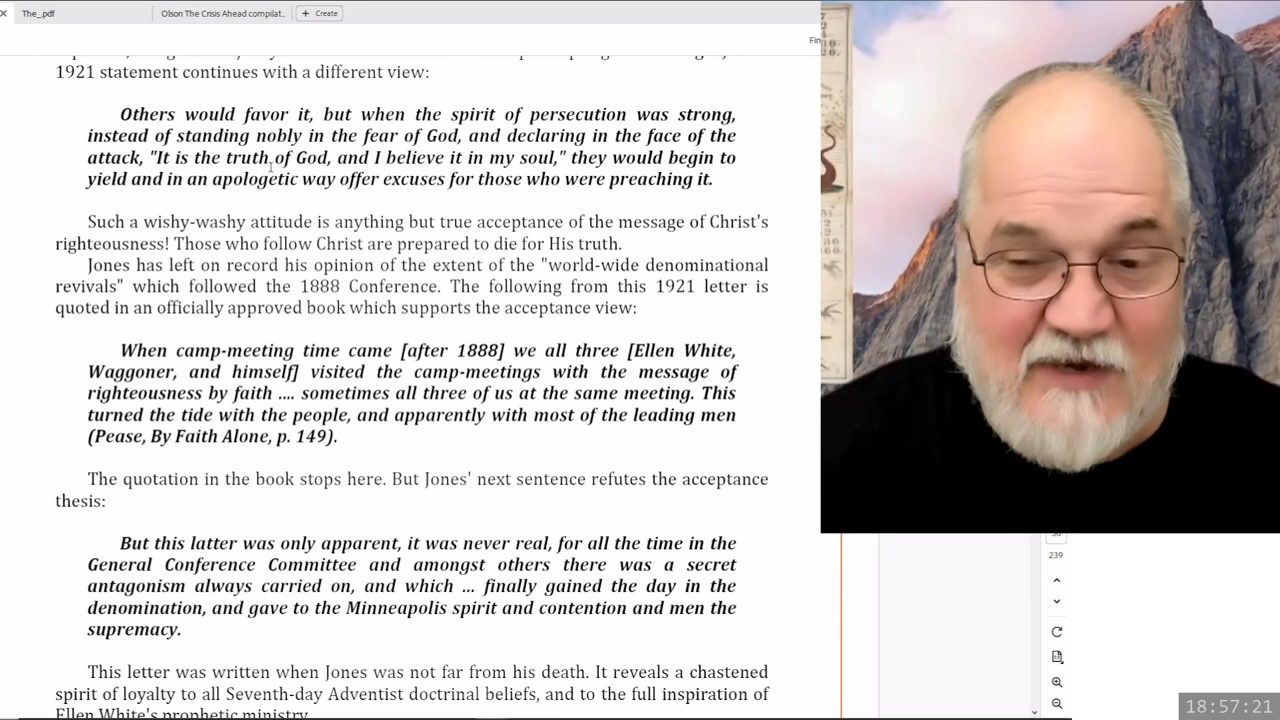 The_.pdf
Olson The Crisis Ahead compilat..
+ Create
Fin
1921 statement continues with a different view:
Others would favor it, but when the spirit of persecution was strong,
instead of standing nobly in the fear of God, and declaring in the face of the
attack, "It is the truth of God, and I believe it in my soul," they would begin to
yield and in an apologetic way offer excuses for those who were preaching it.
Such a wishy-washy attitude is anything but true acceptance of the message of Christ's
righteousness! Those who follow Christ are prepared to die for His truth.
Jones has left on record his opinion of the extent of the "world-wide denominational
revivals" which followed the 1888 Conference. The following from this 1921 letter is
quoted in an officially approved book which supports the acceptance view:
When camp-meeting time came [after 1888] we all three [Ellen White,
Waggoner, and himself] visited the camp-meetings with the message of
righteousness by faith .... sometimes all three of us at the same meeting. This
turned the tide with the people, and apparently with most of the leading men
(Pease, By Faith Alone, p. 149).
The quotation in the book stops here. But Jones' next sentence refutes the acceptance
thesis:
But this latter was only apparent, it was never real, for all the time in the
General Conference Committee and amongst others there was a secret
antagonism always carried on, and which ... finally gained the day in the
denomination, and gave to the Minneapolis spirit and contention and men the
supremacy.
This letter was written when Jones was not far from his death. It reveals a chastened
spirit of loyalty to all Seventh-day Adventist doctrinal beliefs, and to the full inspiration of
Ellen White's prophetic ministry.
239
18:57:21